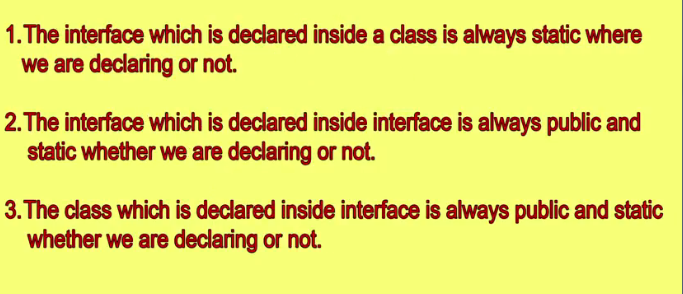 1.The interface which is declared inside a class is always static where
we are declaring or not.
2.The interface which is declared inside interface is always public and
static whether we are declaring or not.
3.The class which is declared inside interface is always public and static
whether we are declaring or not.